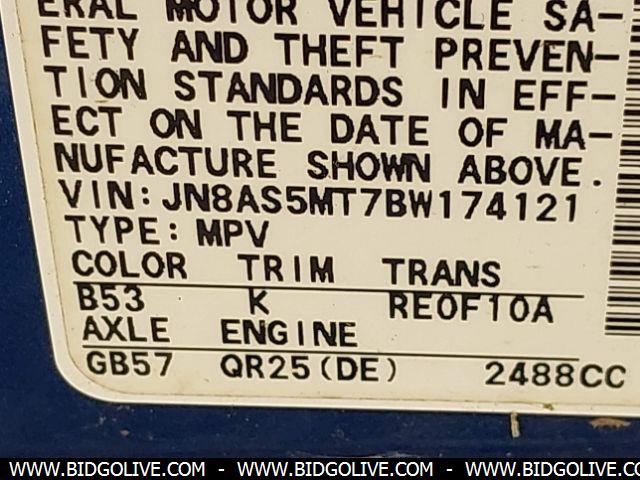 ERAL MOTOR VEHICLE SA-
FETY AND THEFT PREVEN-
TION STANDARDS IN EFF-
ECT ON THE DATE OF MA-
NUFACTURE SHOWN ABOVE.
VIN:JN8AS5MT7BW174121
TYPE:MPV
COLOR TRIM TRANS
B53 K RE0F10A
AXLE ENGINE
GB57 QR25(DE) 2488CC
WWW.BIDGOLIVE.COM - WWW.BIDGOLIVE.COM - WWW.BIDGOLIVE.COM